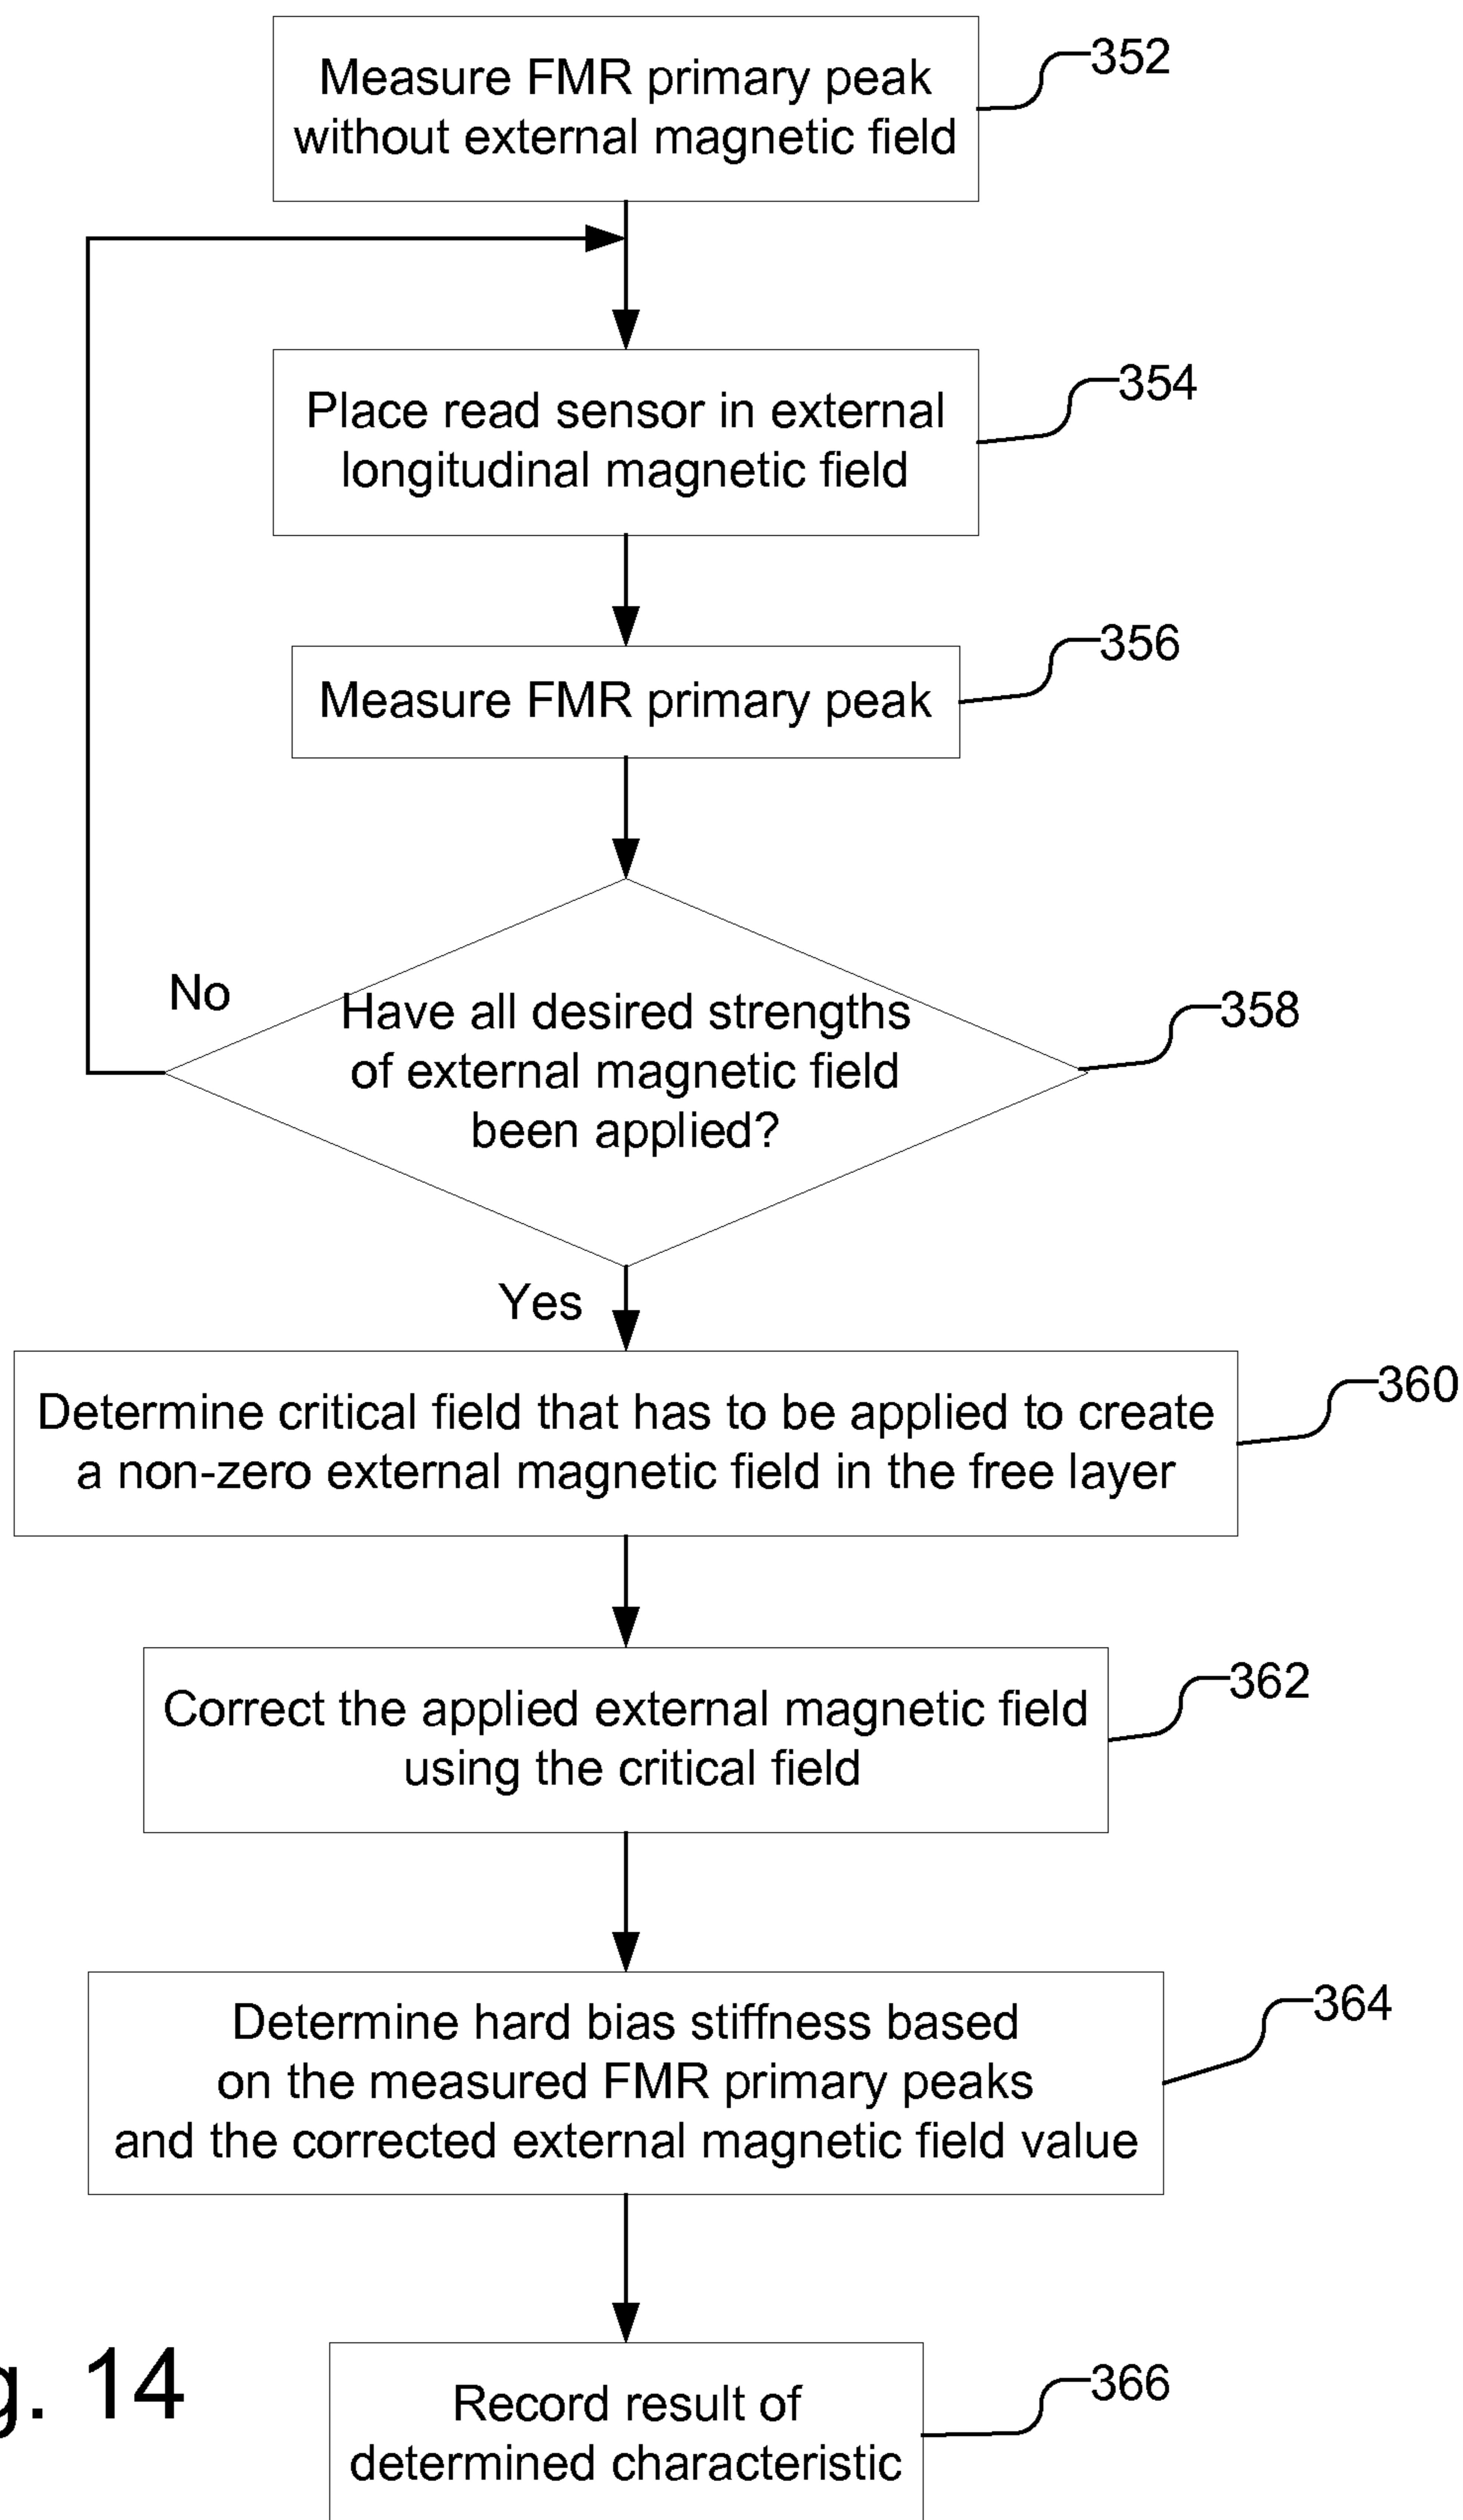 Measure FMR primary peak
without external magnetic field
352
Place read sensor in external
longitudinal magnetic field
354
Measure FMR primary peak
356
No
Have all desired strengths
of external magnetic field
been applied?
358
Yes
Determine critical field that has to be applied to create
a non-zero external magnetic field in the free layer
360
Correct the applied external magnetic field
using the critical field
362
Determine hard bias stiffness based
on the measured FMR primary peaks
and the corrected external magnetic field value
364
g. 14
Record result of
determined characteristic
366